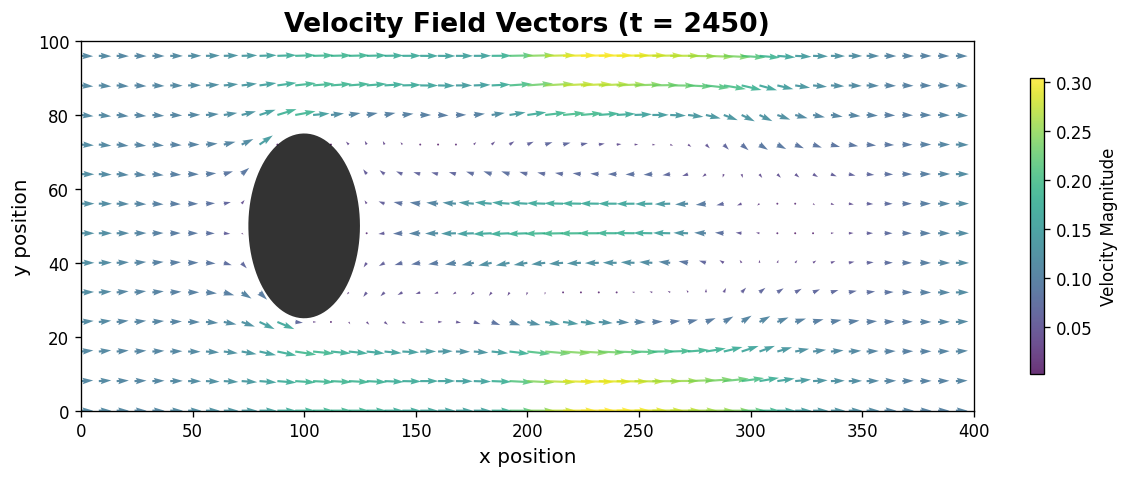 Velocity Field Vectors (t = 2450)
100
80
60
40
20
0
y position
0 50 100 150 200 250 300 350 400
x position
0.30
0.25
0.20
0.15
0.10
0.05
Velocity Magnitude